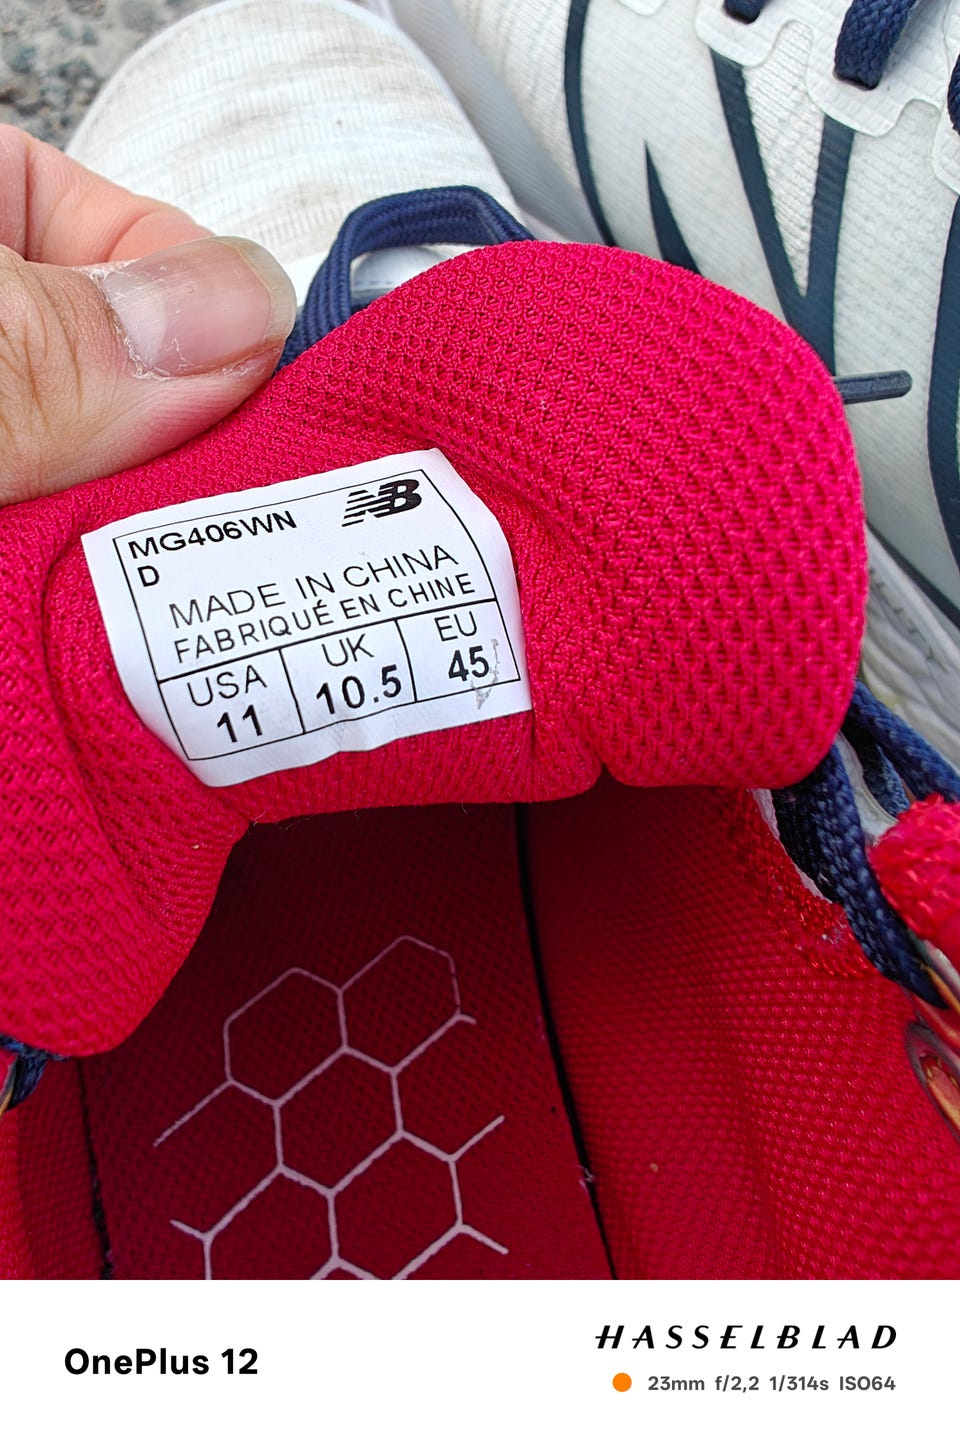 MG406WN
D
NB
MADE IN CHINA
FABRIQUÉ EN CHINE
USA UK EU
11 10.5 45
OnePlus 12
HASSELBLAD
23mm f/2,2 1/314s ISO64